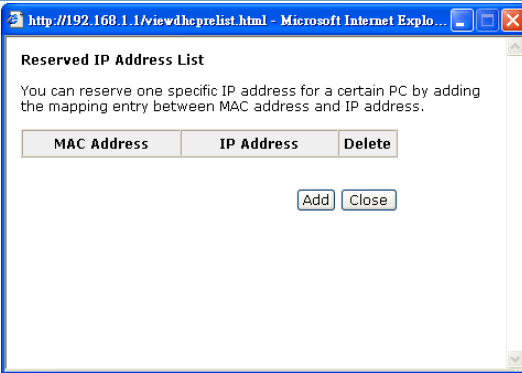 http://192.168.1.1/viewdhcprelist.html - Microsoft Internet Explo...
Reserved IP Address List
You can reserve one specific IP address for a certain PC by adding
the mapping entry between MAC address and IP address.
MAC Address IP Address Delete
Add Close